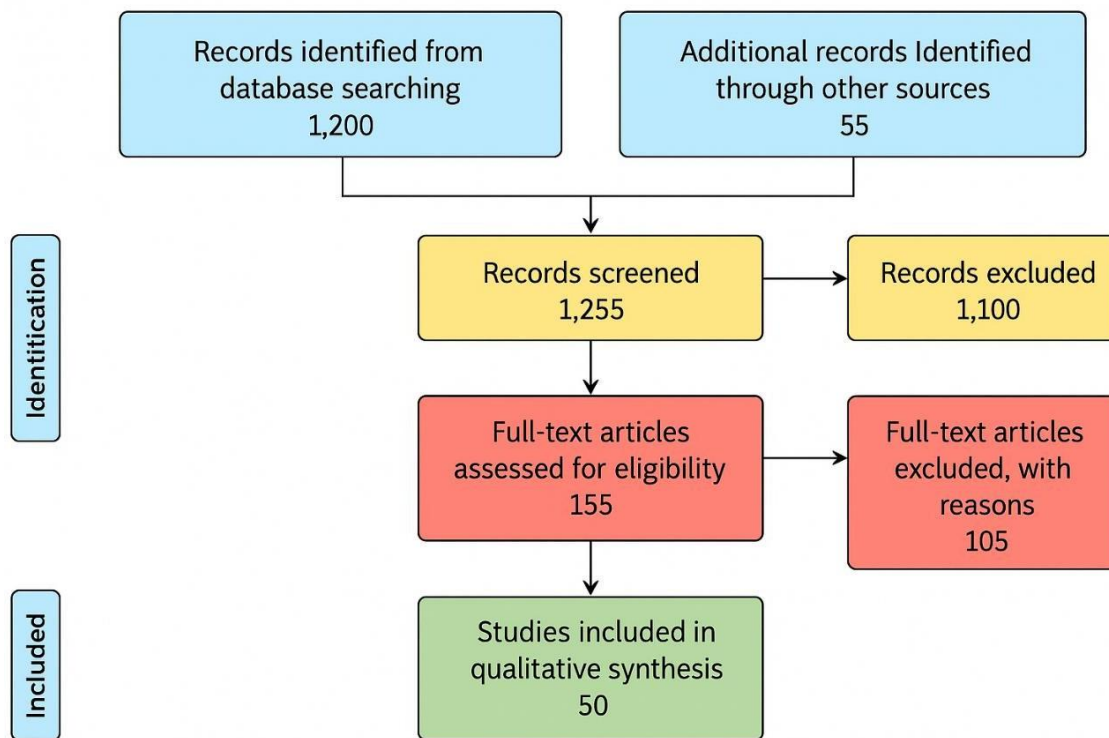 Records identified from
database searching
1,200
Additional records Identified
through other sources
55
Identitication
Records screened
1,255
Records excluded
1,100
Full-text articles
assessed for eligibility
155
Full-text articles
excluded, with
reasons
105
Included
Studies included in
qualitative synthesis
50